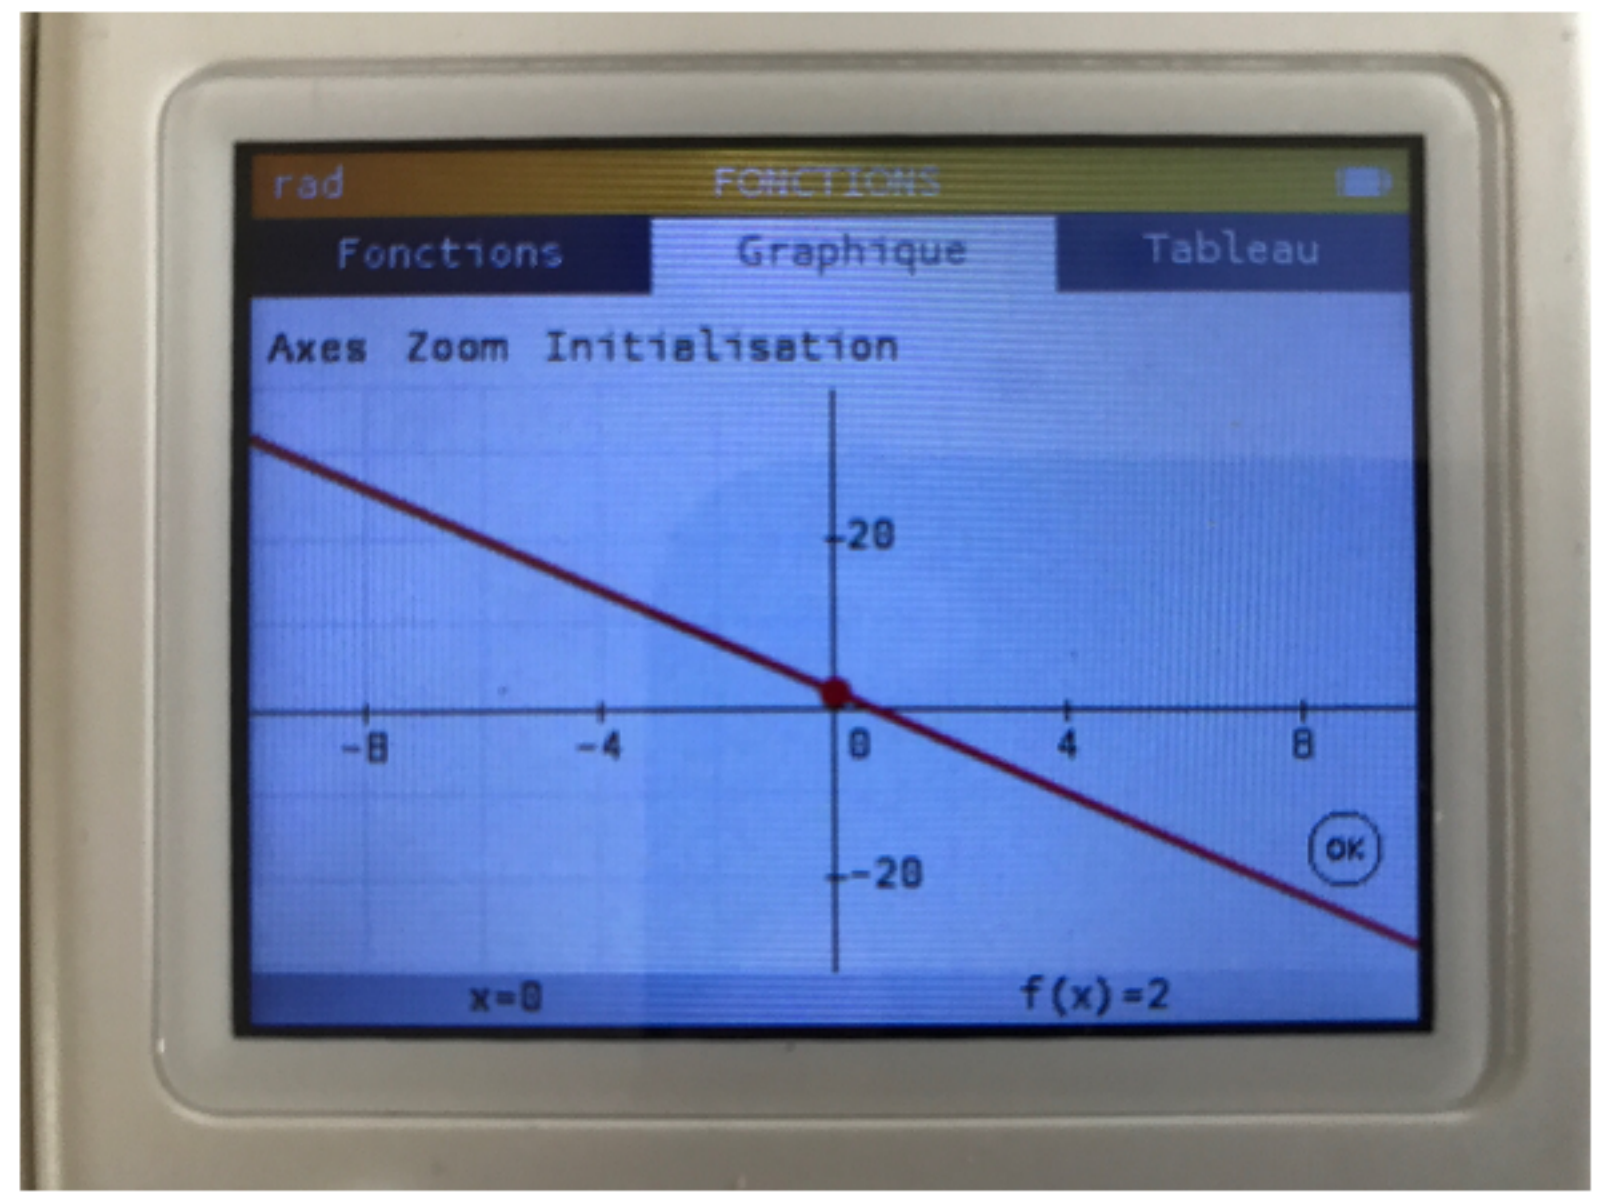 rad FONCTIONS
Fonctions Graphique Tableau
Axes Zoom Initialisation
20
-8 -4 0 4 8
OK
-20
x=0 f(x)=2